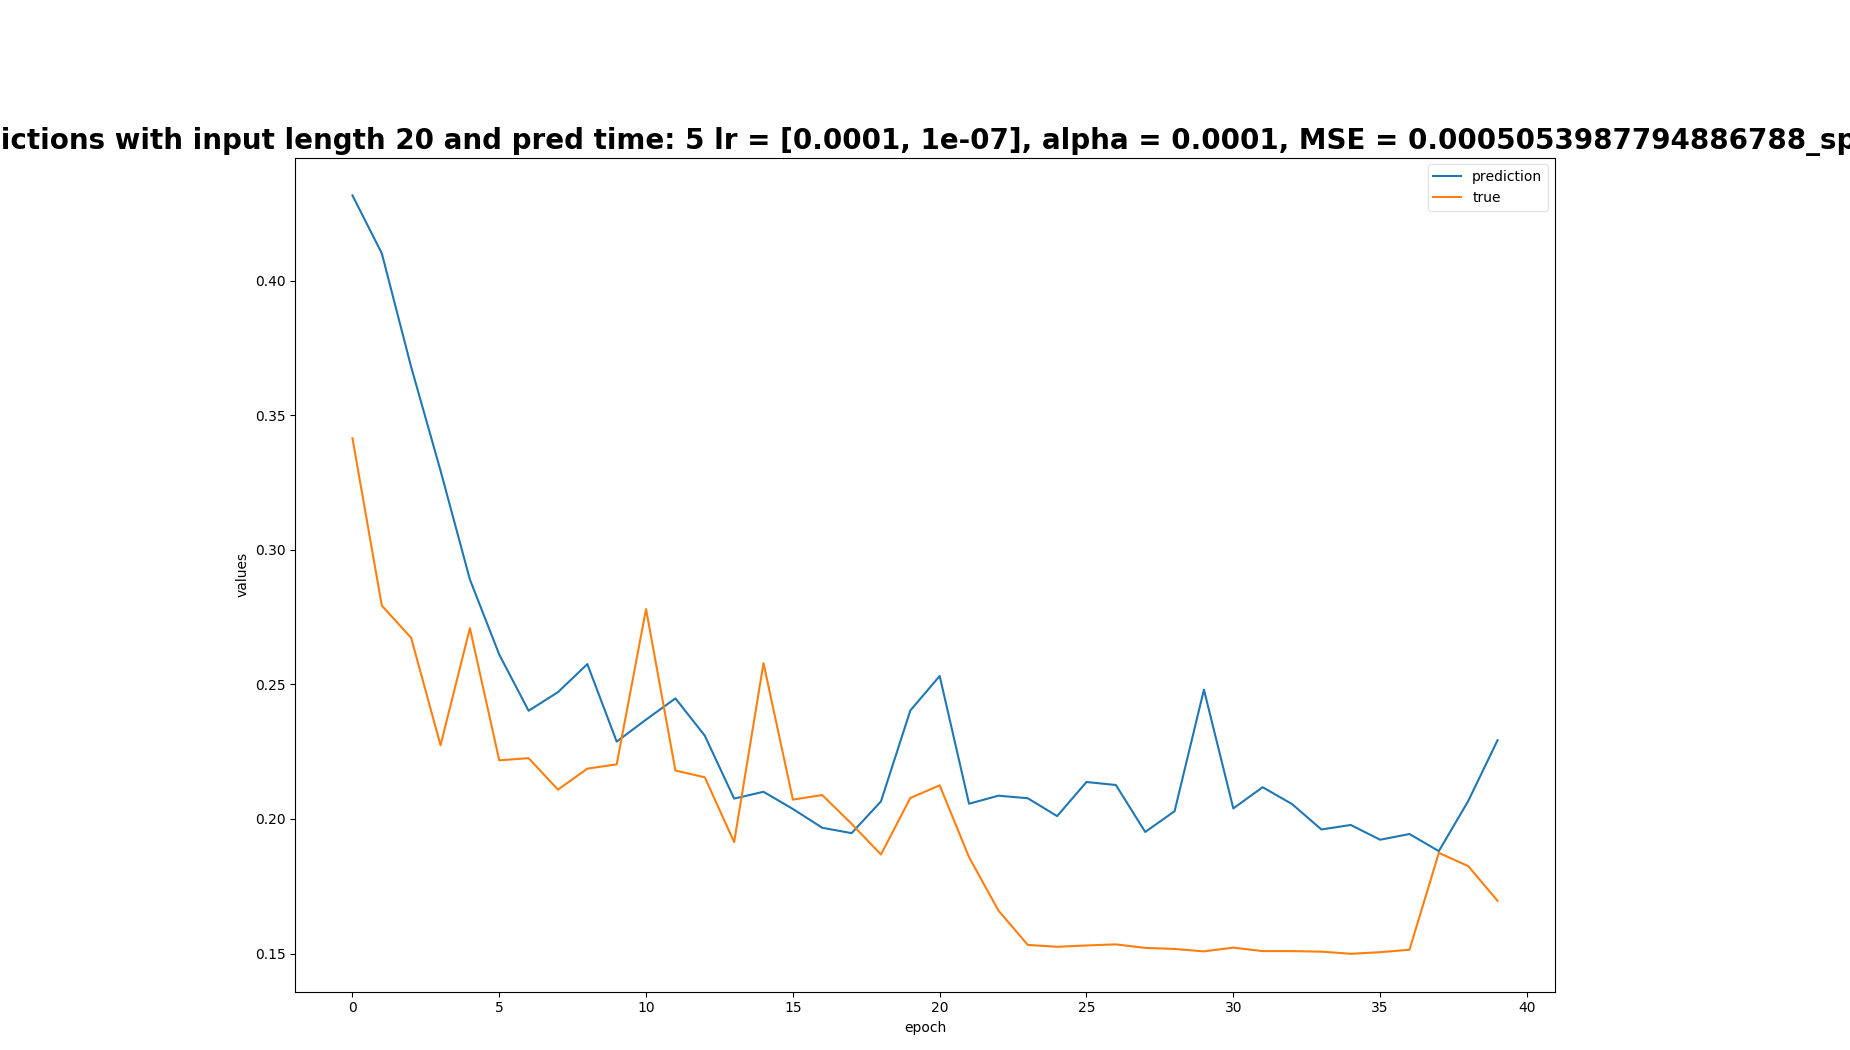 ictions with input length 20 and pred time: 5 lr = [0.0001, 1e-07], alpha = 0.0001, MSE = 0.0005053987794886788_sp
prediction
true
0.40
0.35
0.30
0.25
0.20
0.15
values
0 5 10 15 20 25 30 35 40
epoch